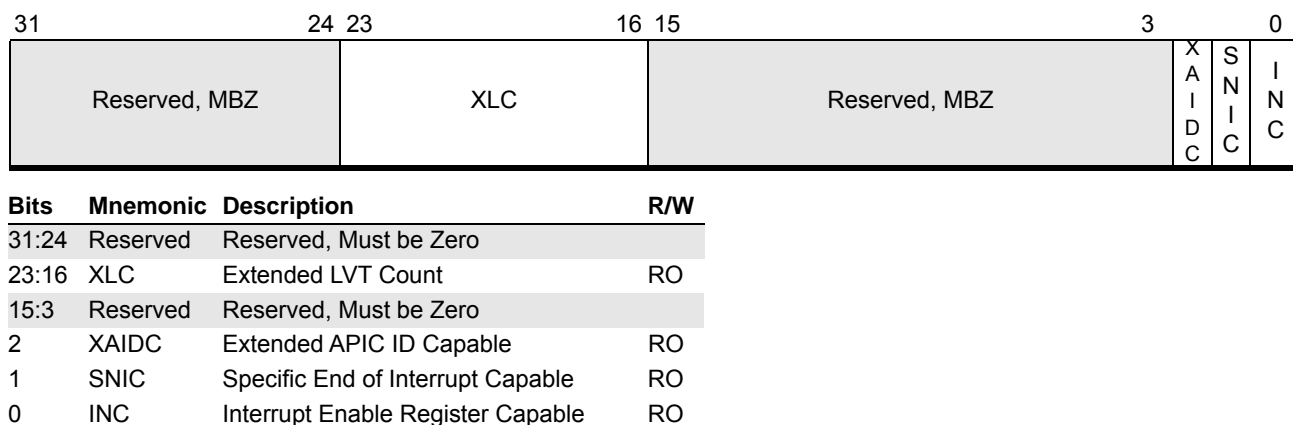 31 24 23 16 15 3 0
Reserved, MBZ XLC Reserved, MBZ XAIDC SNIC INC
Bits Mnemonic Description R/W
31:24 Reserved Reserved, Must be Zero
23:16 XLC Extended LVT Count RO
15:3 Reserved Reserved, Must be Zero
2 XAIDC Extended APIC ID Capable RO
1 SNIC Specific End of Interrupt Capable RO
0 INC Interrupt Enable Register Capable RO